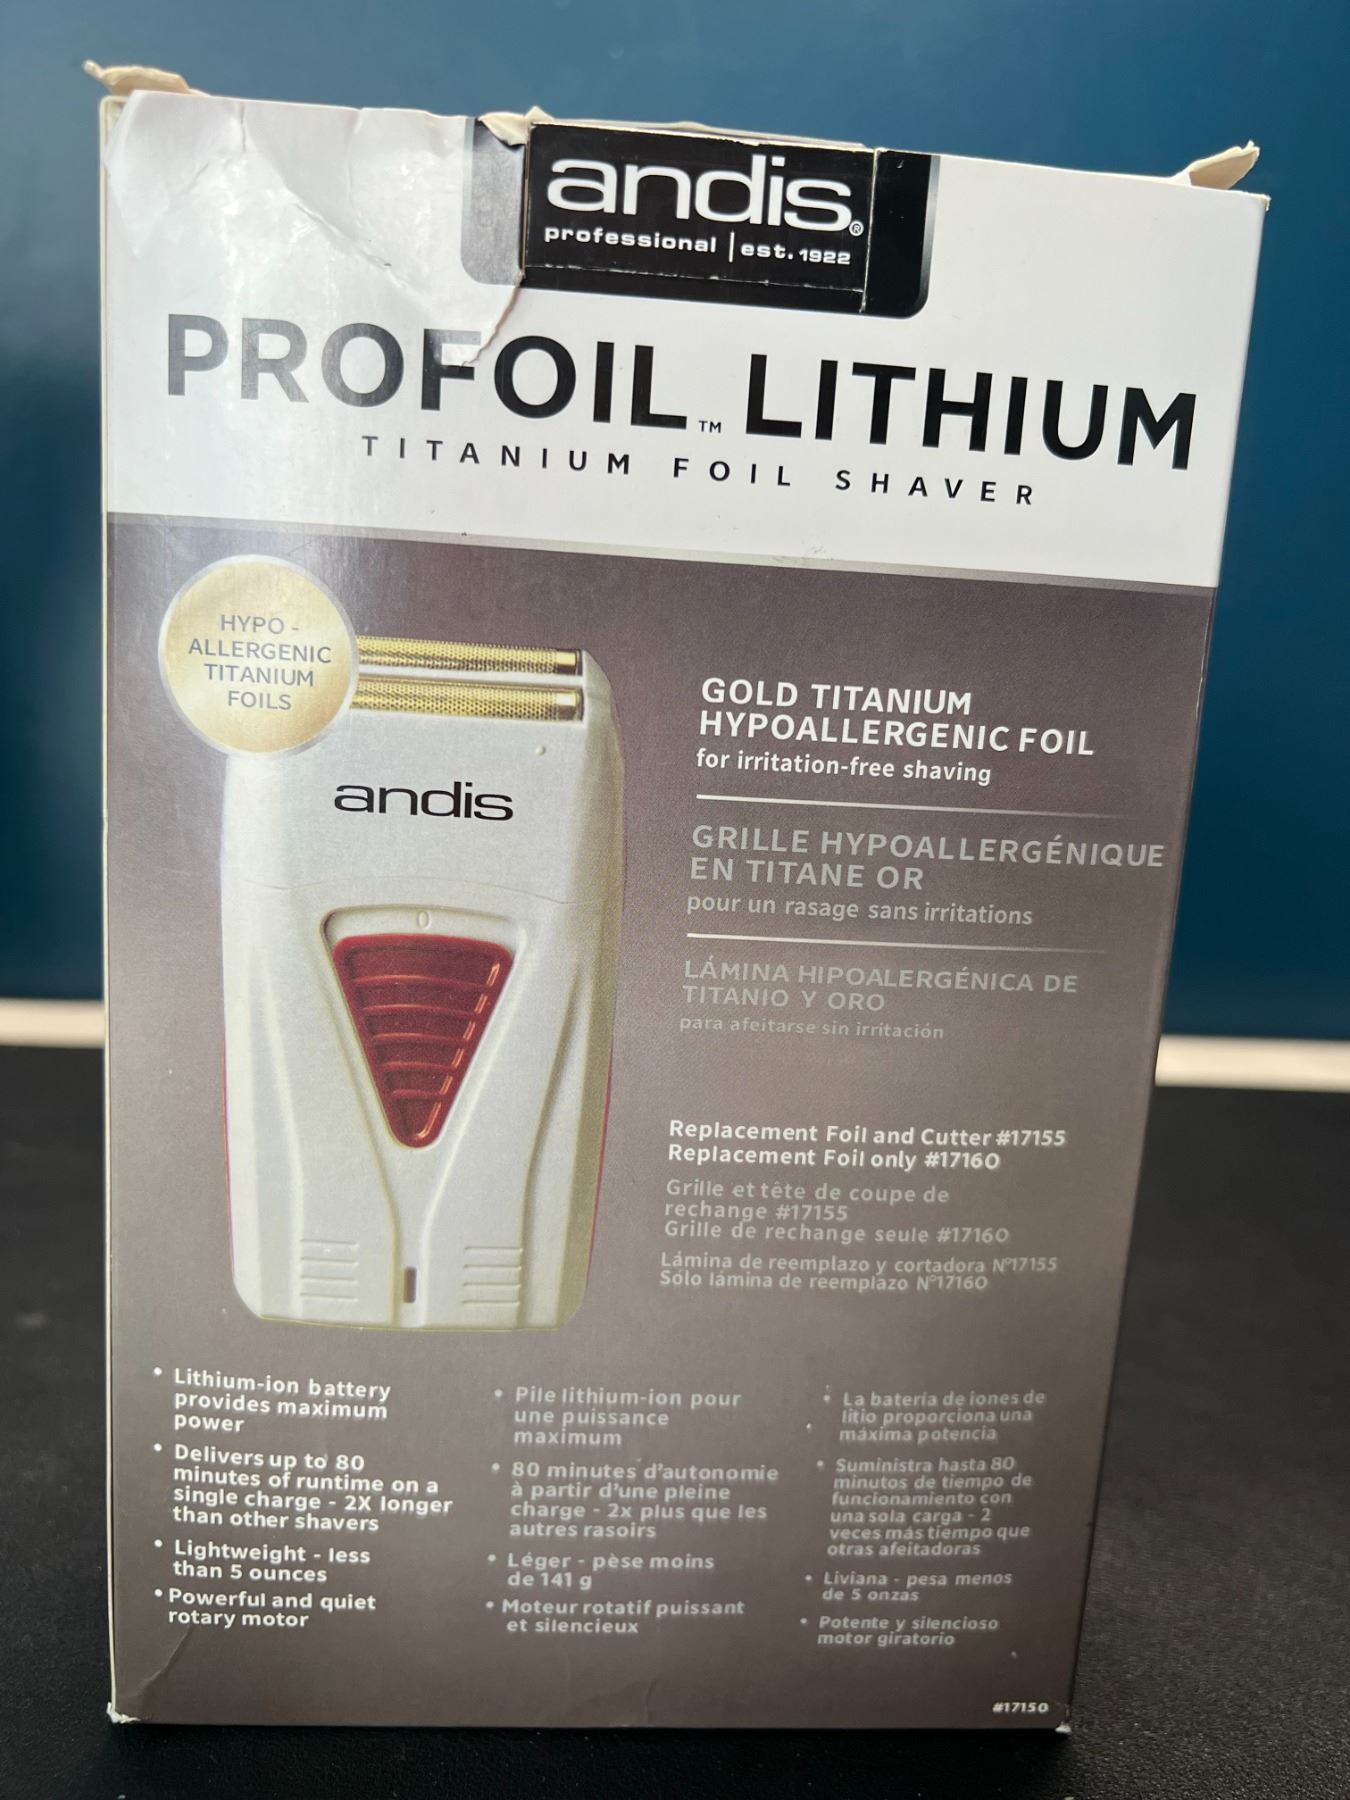 andis®
professional | est. 1922
PROFOIL™ LITHIUM
TITANIUM FOIL SHAVER
HYPO -
ALLERGENIC
TITANIUM
FOILS
andis
0
GOLD TITANIUM
HYPOALLERGENIC FOIL
for irritation-free shaving
GRILLE HYPOALLERGÉNIQUE
EN TITANE OR
pour un rasage sans irritations
LÁMINA HIPOALERGÉNICA DE
TITANIO Y ORO
para afeitarse sin irritación
Replacement Foil and Cutter #17155
Replacement Foil only #17160
Grille et tête de coupe de
rechange #17155
Grille de rechange seule #17160
Lámina de reemplazo y cortadora N°17155
Sólo lámina de reemplazo N°17160
• Lithium-ion battery
provides maximum
power
• Delivers up to 80
minutes of runtime on a
single charge - 2X longer
than other shavers
• Lightweight - less
than 5 ounces
• Powerful and quiet
rotary motor
• Pile lithium-ion pour
une puissance
maximum
• 80 minutes d'autonomie
à partir d'une pleine
charge - 2x plus que les
autres rasoirs
• Léger - pèse moins
de 141 g
• Moteur rotatif puissant
et silencieux
• La batería de iones de
litio proporciona una
máxima potencia
• Suministra hasta 80
minutos de tiempo de
funcionamiento con
una sola carga - 2
veces más tiempo que
otras afeitadoras
• Liviana - pesa menos
de 5 onzas
• Potente y silencioso
motor giratorio
#17150